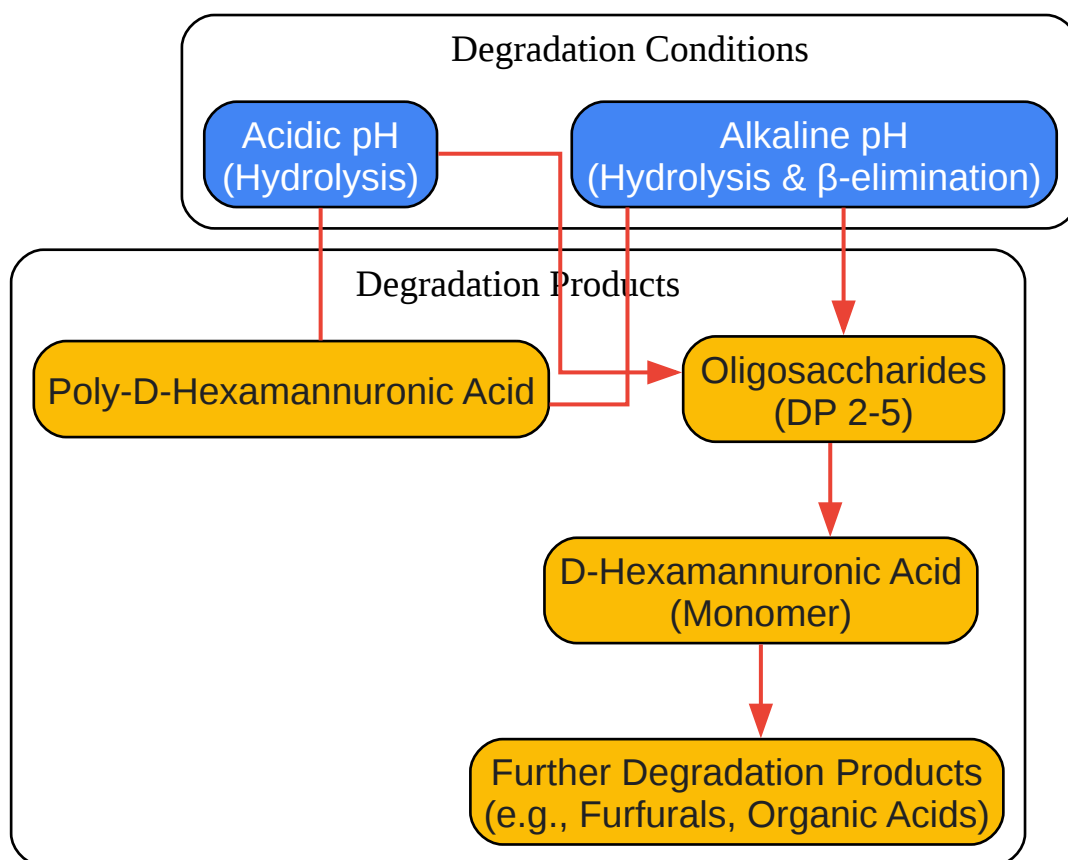 Degradation Conditions
Acidic pH
(Hydrolysis)
Alkaline pH
(Hydrolysis & β-elimination)
Degradation Products
Poly-D-Hexamannuronic Acid
Oligosaccharides
(DP 2-5)
D-Hexamannuronic Acid
(Monomer)
Further Degradation Products
(e.g., Furfurals, Organic Acids)